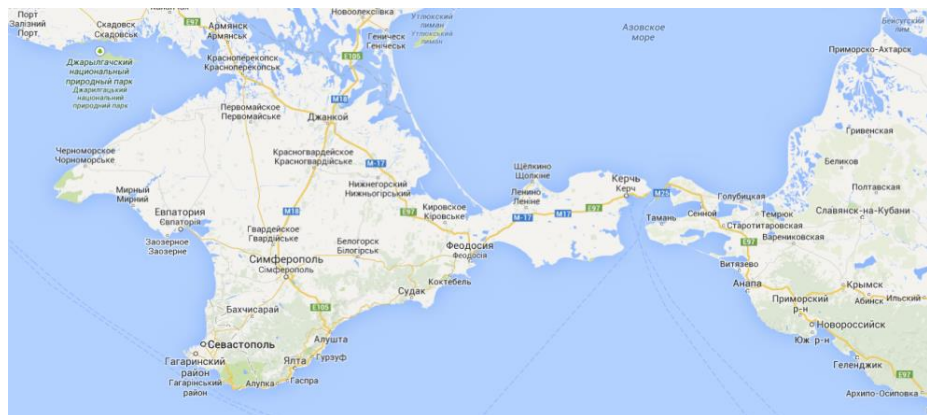 Порт
Залізний
Порт.
Скадовск
Скадовськ
E97
Армянск
Армянськ
Новоолексіївка
Утлюкский
лиман
Утлюкський
лиман
Геническ
Генічеськ
E105
Азовское
море
Бейсугский
лим
Приморско-Ахтарск
Джарылгачский
национальный
природный парк
Джарилгацький
національний
природний парк
Красноперекопск
Красноперекопськ
Первомайское
Первомайське
M18
Джанкой
Гривенская
Черноморское
Чорноморське
Красногвардейское
Красногвардійське
M-17
Щёлкино
Щолкине
Керчь
Керч
Беликов
Мирный
Мирний
Нижнегорский
Нижньогірський
Ленино
Леніне
M25
Голубицкая
Полтавская
Евпатория
Євпаторія
M18
Кировское
Кіровське
E97
M-17
M17
E97
Тамань
Сенной
Темрюк
Славянск-на-Кубани
Заозерное
Заозерне
Гвардейское
Гвардійське
Белогорск
Білогірськ
Феодосия
Феодосія
Старотитаровская
Варениковская
E97
Симферополь
Сімферополь
Коктебель
Витязево
Анапа
Крымск
Судак
Абинск
Ильский
Бахчисарай
E105
Приморский
р-н
Новороссийск
Севастополь
Алушта
Юж. р-н
Гагаринский
район
Гагарінський
район
Ялта
Гурзуф
Геленджик
Алупка
Гаспра
E97
Архипо-Осиповка